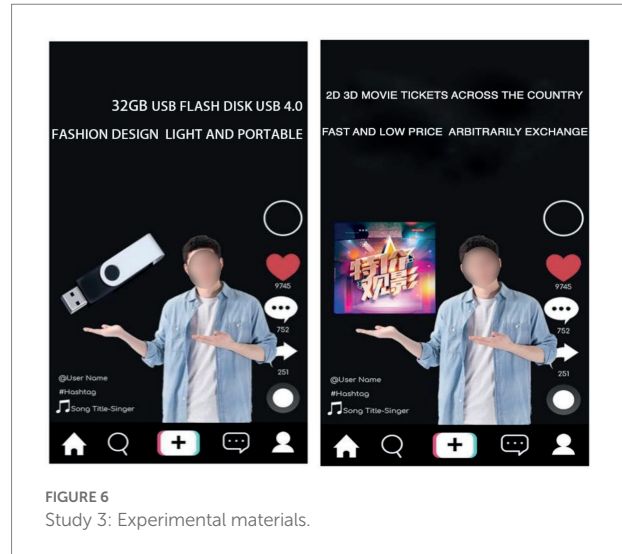 32GB USB FLASH DISK USB 4.0
FASHION DESIGN LIGHT AND PORTABLE
9745
752
251
@User Name
#Hashtag
Song Title-Singer
2D 3D MOVIE TICKETS ACROSS THE COUNTRY
FAST AND LOW PRICE ARBITRARILY EXCHANGE
特价
观影
9745
752
251
@User Name
#Hashtag
Song Title-Singer
FIGURE 6
Study 3: Experimental materials.